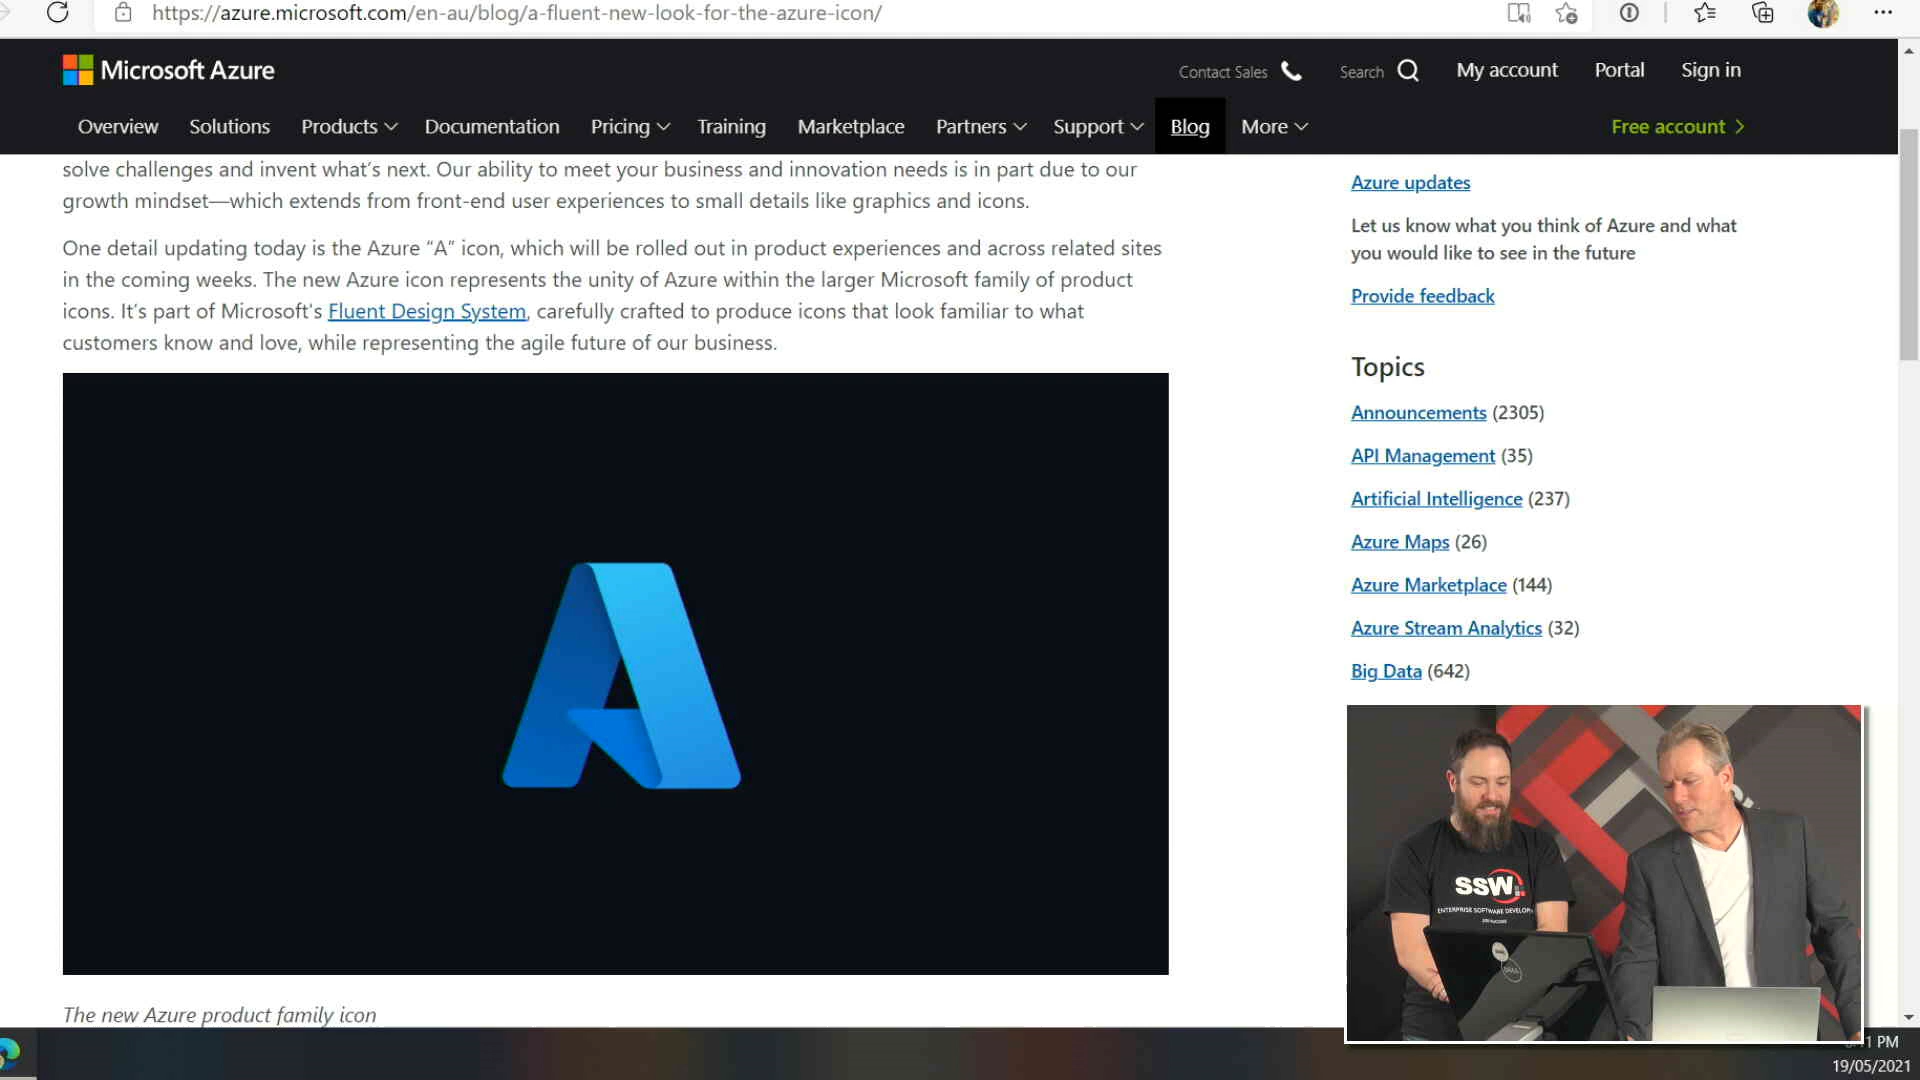 https://azure.microsoft.com/en-au/blog/a-fluent-new-look-for-the-azure-icon/
Microsoft Azure
Contact Sales
Search
My account
Portal
Sign in
Overview
Solutions
Products
Documentation
Pricing
Training
Marketplace
Partners
Support
Blog
More
Free account
solve challenges and invent what's next. Our ability to meet your business and innovation needs is in part due to our
growth mindset—which extends from front-end user experiences to small details like graphics and icons.
One detail updating today is the Azure “A” icon, which will be rolled out in product experiences and across related sites
in the coming weeks. The new Azure icon represents the unity of Azure within the larger Microsoft family of product
icons. It's part of Microsoft's Fluent Design System, carefully crafted to produce icons that look familiar to what
customers know and love, while representing the agile future of our business.
The new Azure product family icon
Azure updates
Let us know what you think of Azure and what
you would like to see in the future
Provide feedback
Topics
Announcements (2305)
API Management (35)
Artificial Intelligence (237)
Azure Maps (26)
Azure Marketplace (144)
Azure Stream Analytics (32)
Big Data (642)
SSW
ENTERPRISE SOFTWARE DEVELOP
PM
19/05/2021